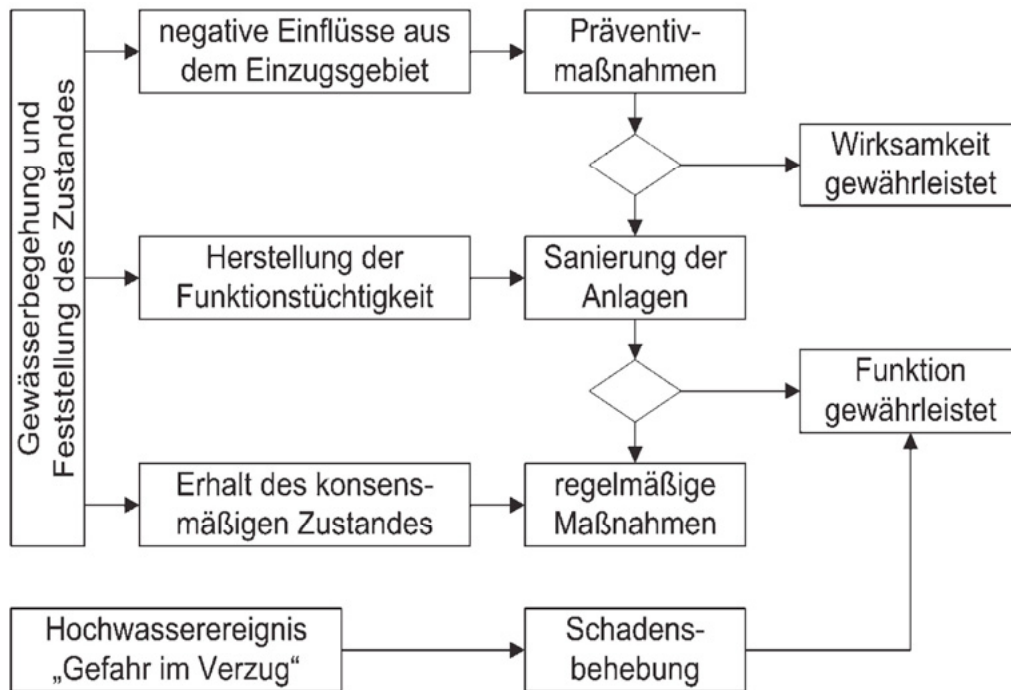 Gewässerbegehung und
Feststellung des Zustandes
negative Einflüsse aus
dem Einzugsgebiet
Präventiv-
maßnahmen
Wirksamkeit
gewährleistet
Herstellung der
Funktionstüchtigkeit
Sanierung der
Anlagen
Funktion
gewährleistet
Erhalt des konsens-
mäßigen Zustandes
regelmäßige
Maßnahmen
Hochwasserereignis
„Gefahr im Verzug“
Schadens-
behebung